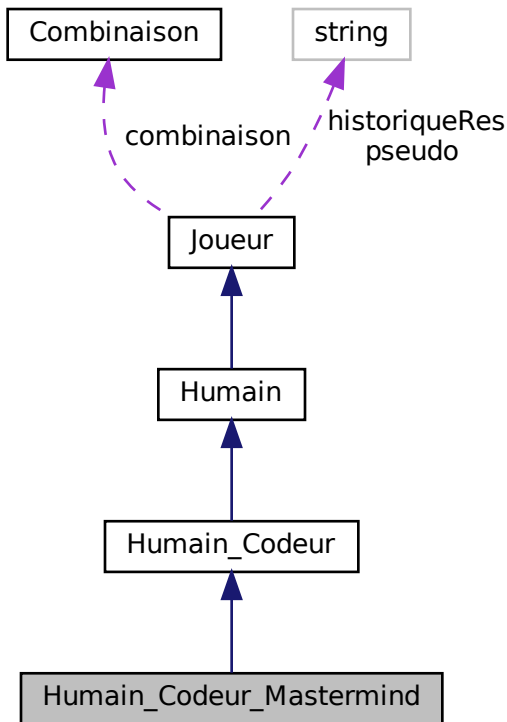 Combinaison
string
combinaison
historiqueRes
pseudo
Joueur
Humain
Humain_Codeur
Humain_Codeur_Mastermind